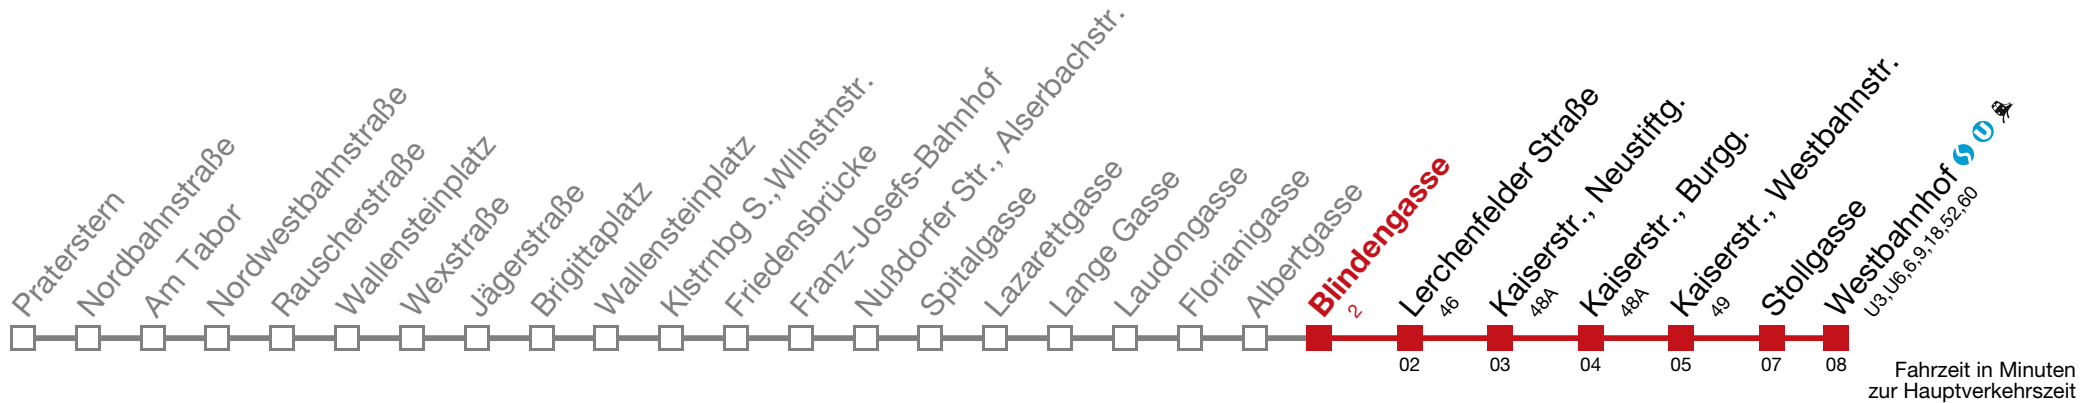 Praterstern
Nordbahnstraße
Am Tabor
Nordwestbahnstraße
Rauscherstraße
Wallensteinplatz
Wexstraße
Jägerstraße
Brigittaplatz
Wallensteinplatz
Klstrnbg S., Wllnstnstr.
Friedensbrücke
Franz-Josefs-Bahnhof
Nußdorfer Str., Alserbachstr.
Spitalgasse
Lazarettgasse
Lange Gasse
Laudongasse
Florianigasse
Albertgasse
Blindengasse
2
Lerchenfelder Straße
46
Kaiserstr., Neustiftg.
48A
Kaiserstr., Burgg.
48A
Kaiserstr., Westbahnstr.
49
Stollgasse
Westbahnhof S U
U3,U6,6,9,18,52,60
02 03 04 05 07 08
Fahrzeit in Minuten
zur Hauptverkehrszeit